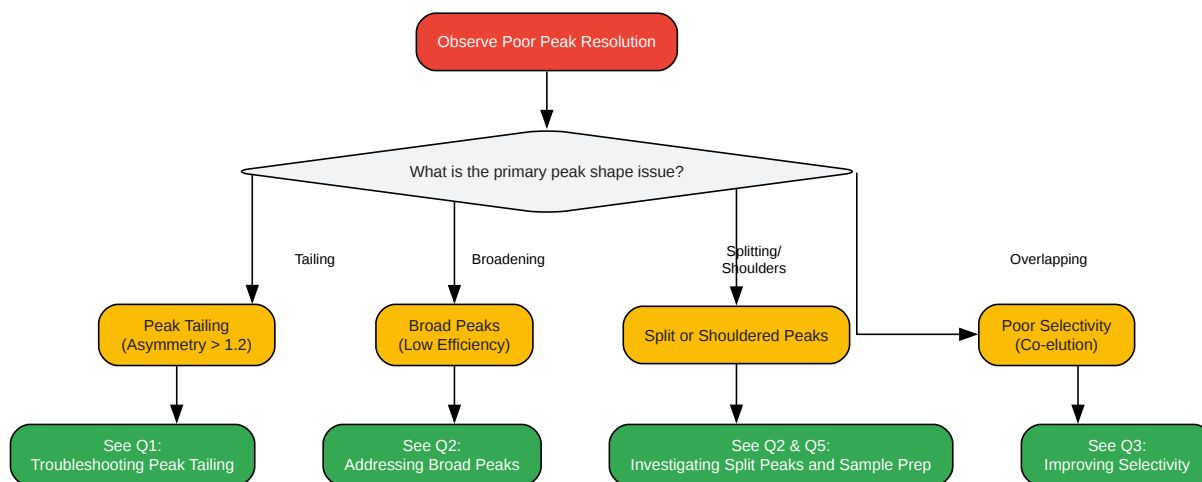 Observe Poor Peak Resolution
What is the primary peak shape issue?
Tailing
Broadening
Splitting/
Shoulders
Overlapping
Peak Tailing
(Asymmetry > 1.2)
Broad Peaks
(Low Efficiency)
Split or Shouldered Peaks
Poor Selectivity
(Co-elution)
See Q1:
Troubleshooting Peak Tailing
See Q2:
Addressing Broad Peaks
See Q2 & Q5:
Investigating Split Peaks and Sample Prep
See Q3:
Improving Selectivity